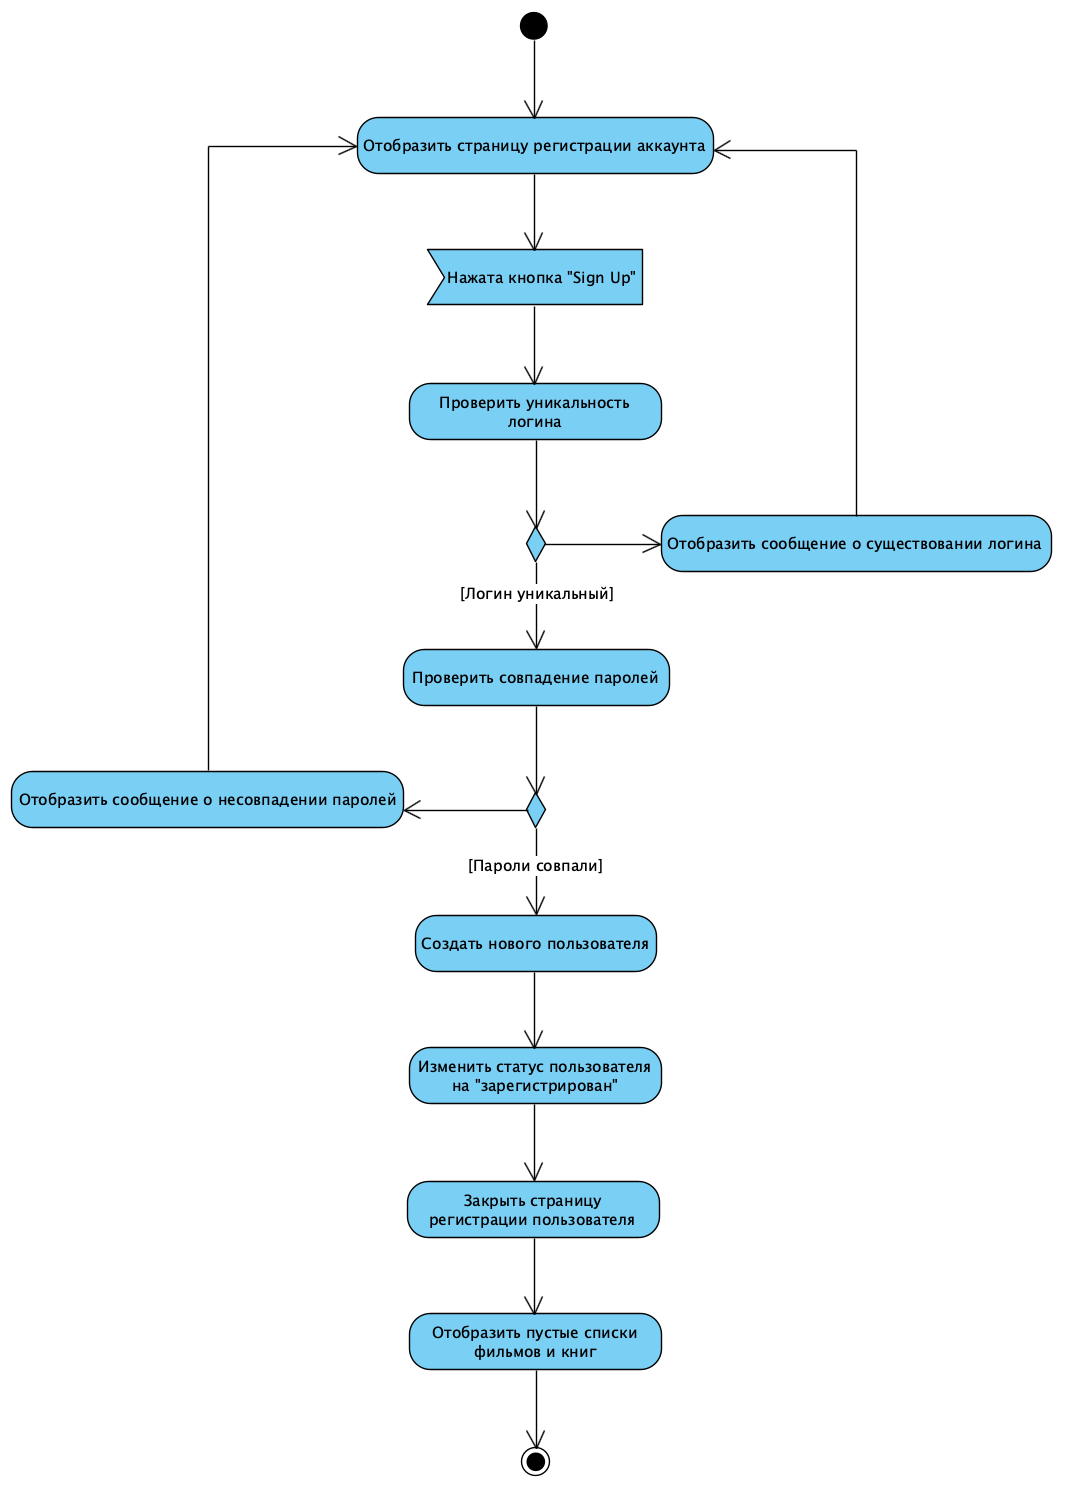 Отобразить страницу регистрации аккаунта
Нажата кнопка "Sign Up"
Проверить уникальность
логина
Отобразить сообщение о существовании логина
[Логин уникальный]
Проверить совпадение паролей
Отобразить сообщение о несовпадении паролей
[Пароли совпали]
Создать нового пользователя
Изменить статус пользователя
на "зарегистрирован"
Закрыть страницу
регистрации пользователя
Отобразить пустые списки
фильмов и книг